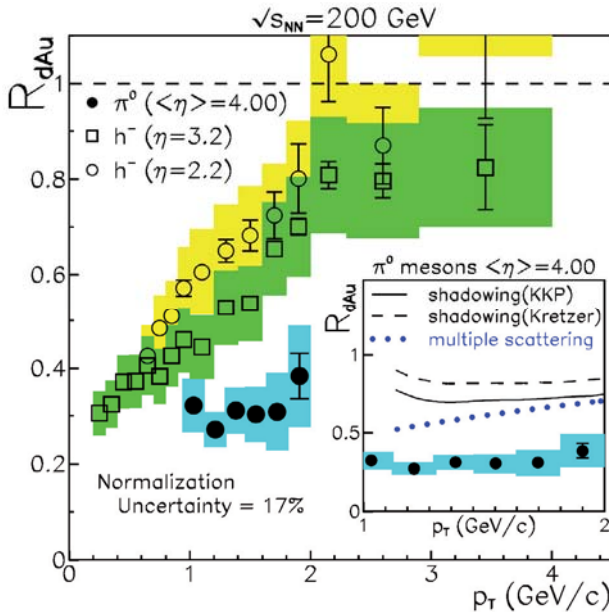 √s_NN=200 GeV
R_dAu
1
0.8
0.6
0.4
0.2
0
π⁰ (<η>=4.00)
h⁻ (η=3.2)
h⁻ (η=2.2)
Normalization
Uncertainty = 17%
0 1 2 3 4
p_T (GeV/c)
π⁰ mesons <η>=4.00
shadowing(KKP)
shadowing(Kretzer)
multiple scattering
R_dAu
1
0.5
0
1 2
p_T (GeV/c)